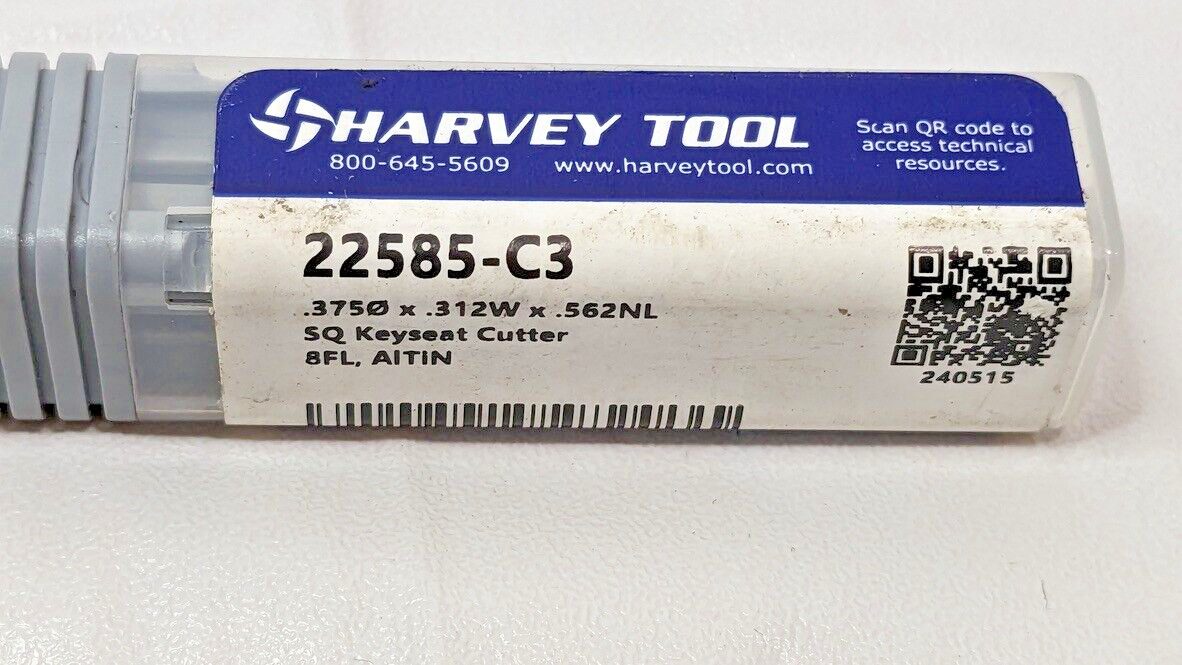 HARVEY TOOL
800-645-5609 www.harveytool.com
Scan QR code to
access technical
resources.
22585-C3
.375Ø x .312W x .562NL
SQ Keyseat Cutter
8FL, AlTiN
240515